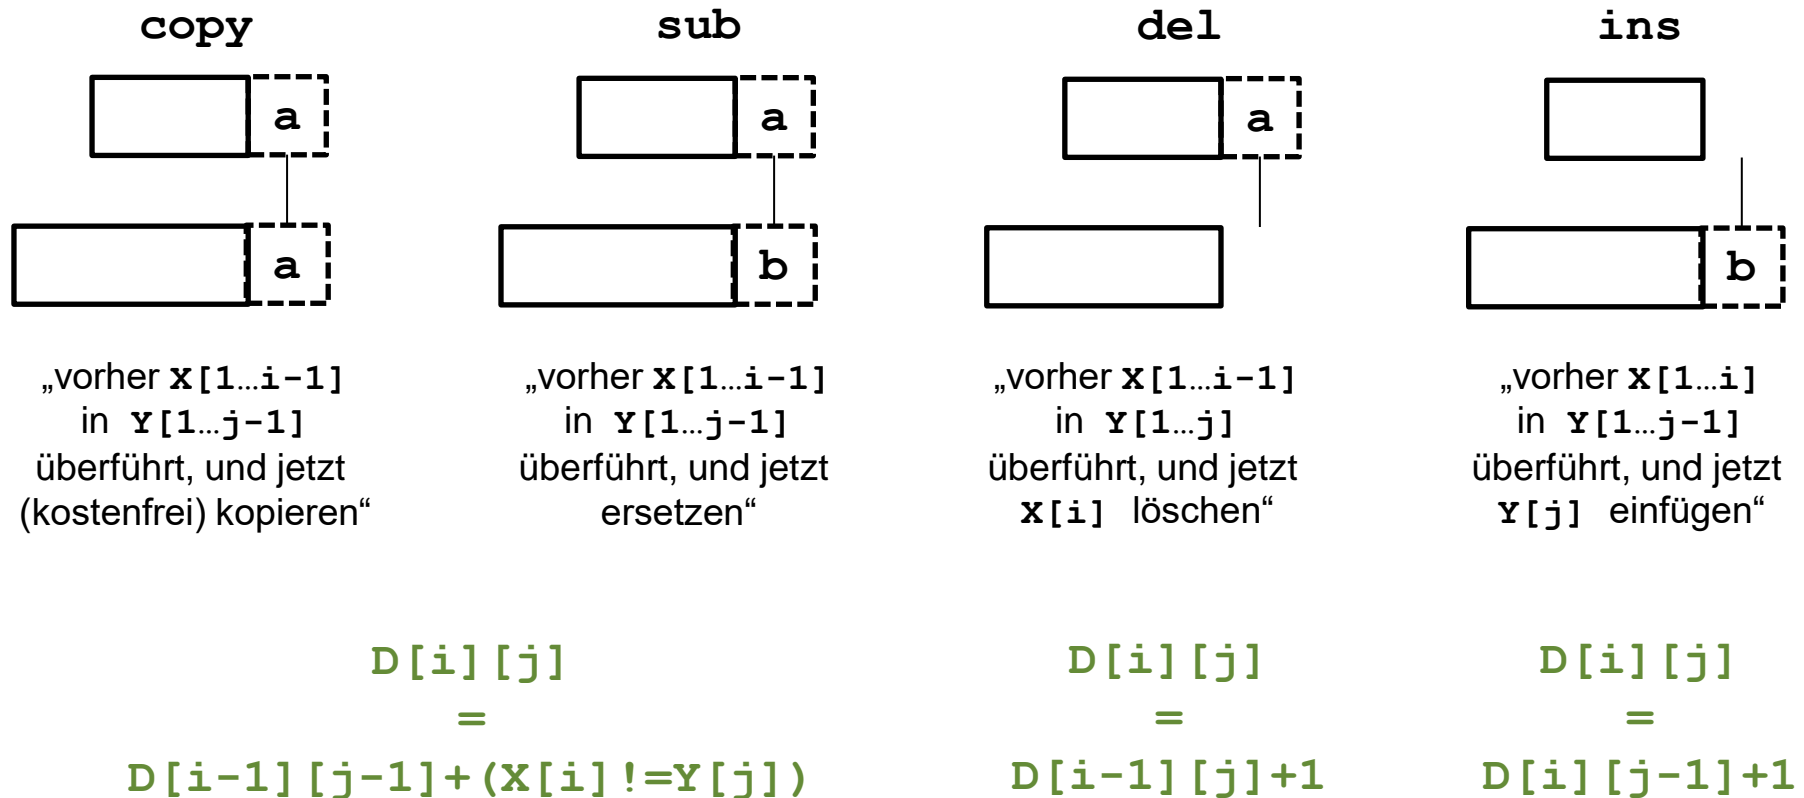 copy
a
a
„vorher X[1…i-1]
in Y[1…j-1]
überführt, und jetzt
(kostenfrei) kopieren“
sub
a
b
„vorher X[1…i-1]
in Y[1…j-1]
überführt, und jetzt
ersetzen“
del
a
„vorher X[1…i-1]
in Y[1…j]
überführt, und jetzt
X[i] löschen“
ins
b
„vorher X[1…i]
in Y[1…j-1]
überführt, und jetzt
Y[j] einfügen“
D[i][j]
=
D[i-1][j-1]+(X[i]!=Y[j])
D[i][j]
=
D[i-1][j]+1
D[i][j]
=
D[i][j-1]+1